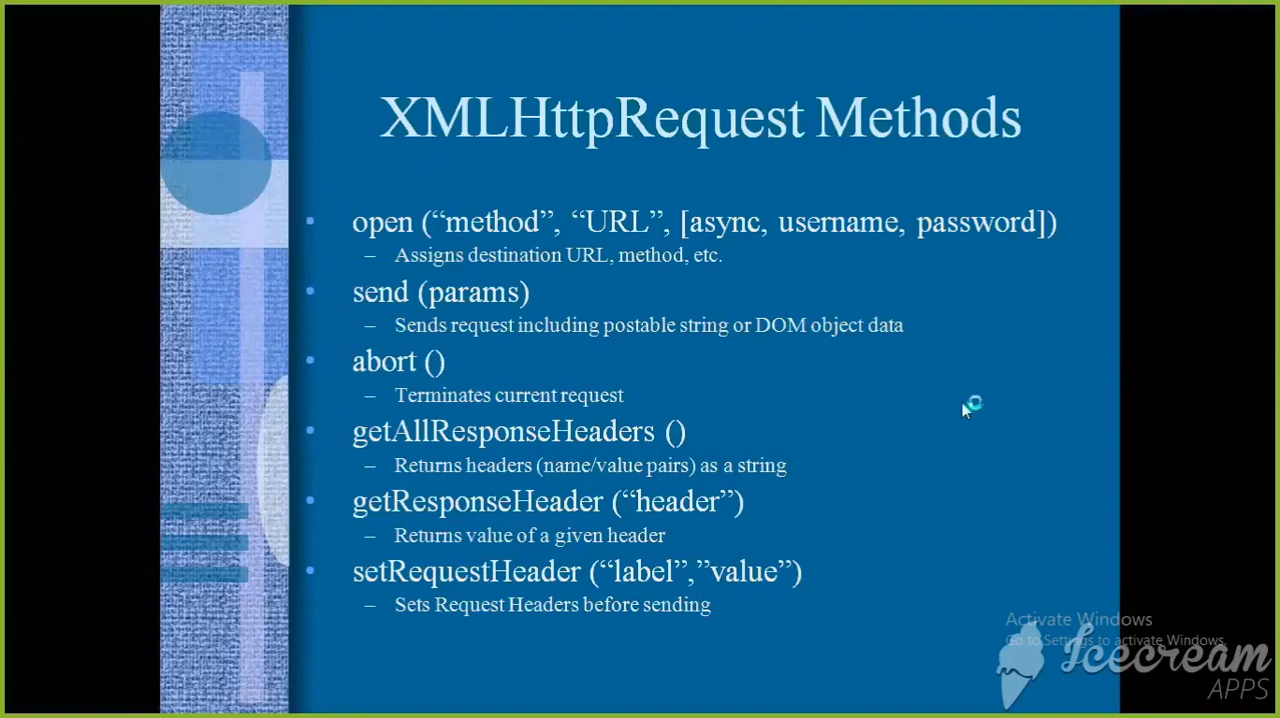 XMLHttpRequest Methods
• open (“method”, “URL”, [async, username, password])
– Assigns destination URL, method, etc.
• send (params)
– Sends request including postable string or DOM object data
• abort ()
– Terminates current request
• getAllResponseHeaders ()
– Returns headers (name/value pairs) as a string
• getResponseHeader (“header”)
– Returns value of a given header
• setRequestHeader (“label”,”value”)
– Sets Request Headers before sending
Activate Windows
Go to Settings to activate Windows.
Icecream
APPS